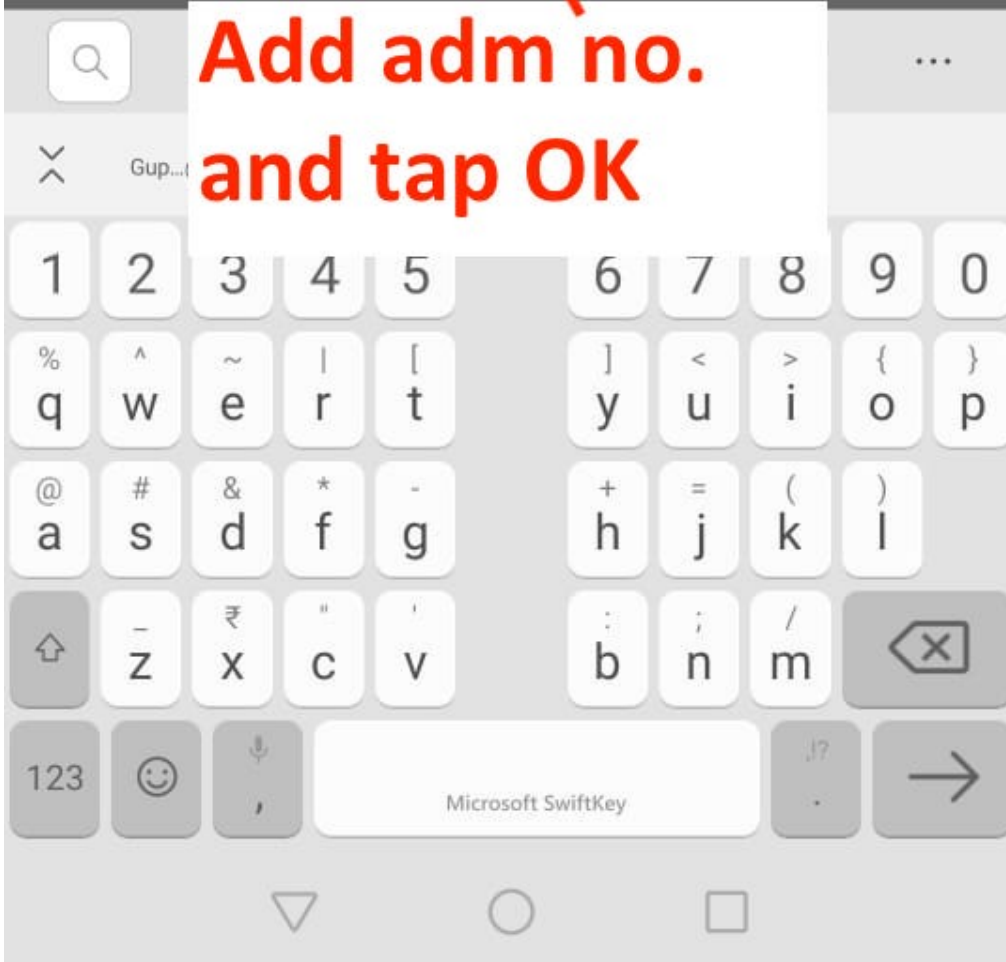 Add adm no.
and tap OK
...
Gup...
1 2 3 4 5 6 7 8 9 0
% ^ ~ | [ ] < > { }
q w e r t y u i o p
@ # & * - + = ( )
a s d f g h j k l
_ ₹ " ' : ; /
z x c v b n m
123 , Microsoft SwiftKey ,!? .